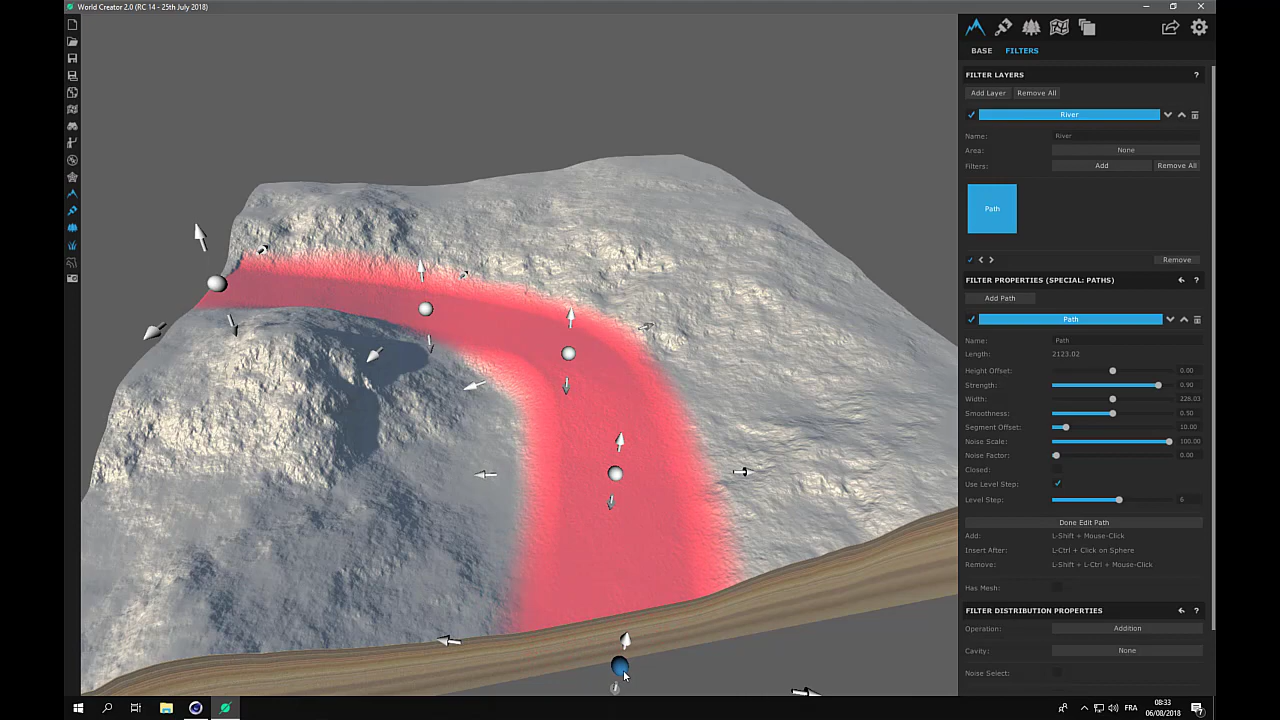 World Creator 2.0 (RC 14 - 25th July 2018)
BASE FILTERS
FILTER LAYERS ?
Add Layer Remove All
River
Name: River
Area: None
Filters: Add Remove All
Path
Remove
FILTER PROPERTIES (SPECIAL: PATHS) ?
Add Path
Path
Name: Path
Length: 2123.02
Height Offset: 0.00
Strength: 0.90
Width: 226.03
Smoothness: 0.50
Segment Offset: 10.00
Noise Scale: 100.00
Noise Factor: 0.00
Closed:
Use Level Step:
Level Step: 6
Done Edit Path
Add: L-Shift + Mouse-Click
Insert After: L-Ctrl + Click on Sphere
Remove: L-Shift + L-Ctrl + Mouse-Click
Has Mesh:
FILTER DISTRIBUTION PROPERTIES ?
Operation: Addition
Cavity: None
Noise Select:
FRA
08:33
06/08/2018